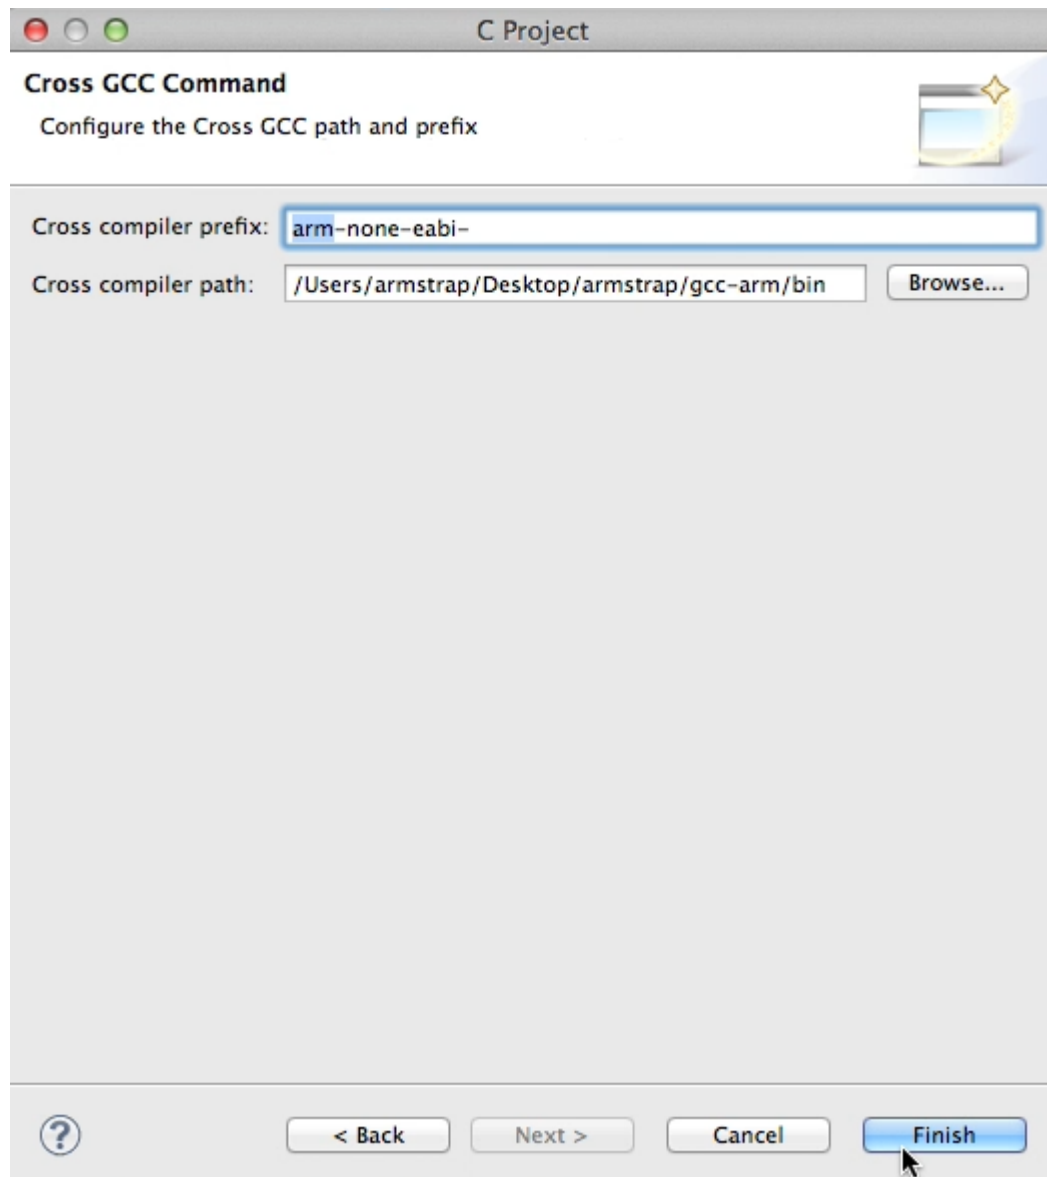 C Project
Cross GCC Command
Configure the Cross GCC path and prefix
Cross compiler prefix: arm-none-eabi-
Cross compiler path: /Users/armstrap/Desktop/armstrap/gcc-arm/bin Browse...
? < Back Next > Cancel Finish